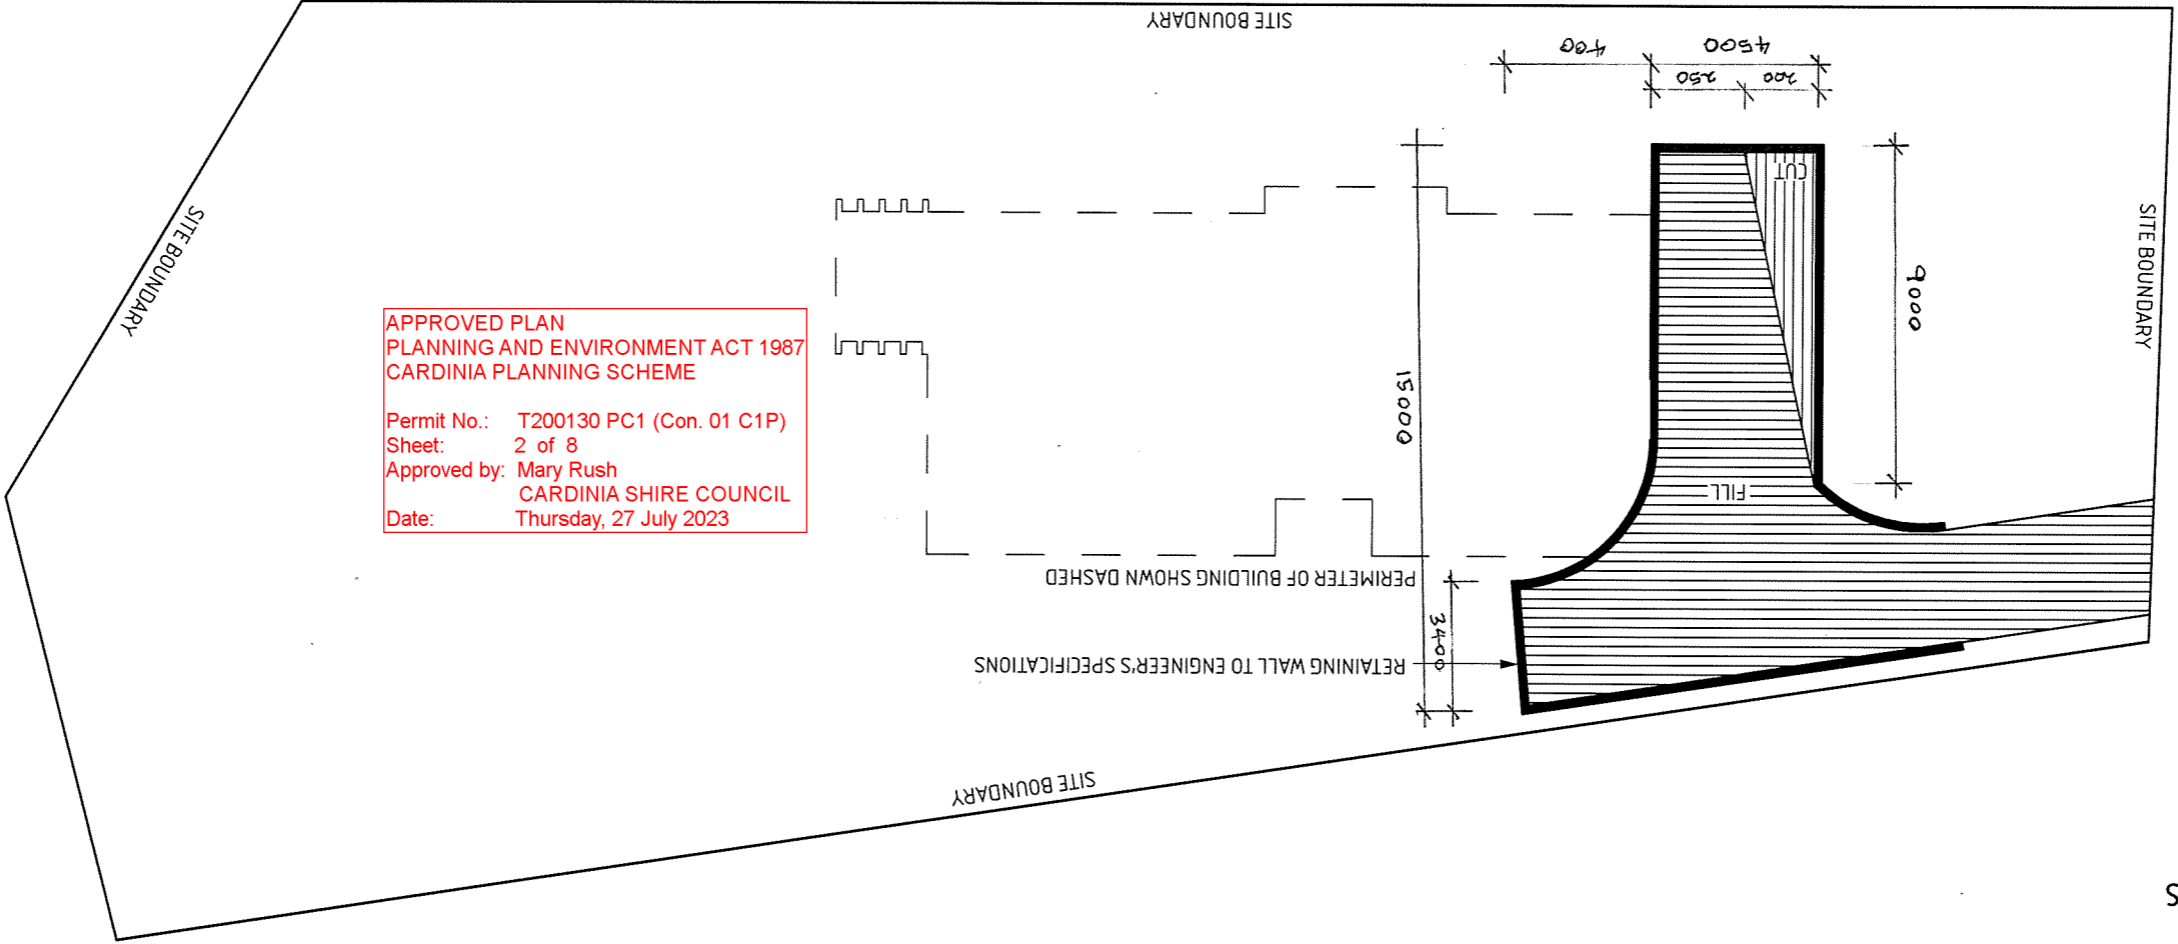 SITE BOUNDARY
400
4500
250
200
CUT
SITE BOUNDARY
SITE BOUNDARY
9000
APPROVED PLAN
PLANNING AND ENVIRONMENT ACT 1987
CARDINIA PLANNING SCHEME
Permit No.: T200130 PC1 (Con. 01 C1P)
Sheet: 2 of 8
Approved by: Mary Rush
CARDINIA SHIRE COUNCIL
Date: Thursday, 27 July 2023
15000
FILL
PERIMETER OF BUILDING SHOWN DASHED
3400
RETAINING WALL TO ENGINEER'S SPECIFICATIONS
SITE BOUNDARY
S